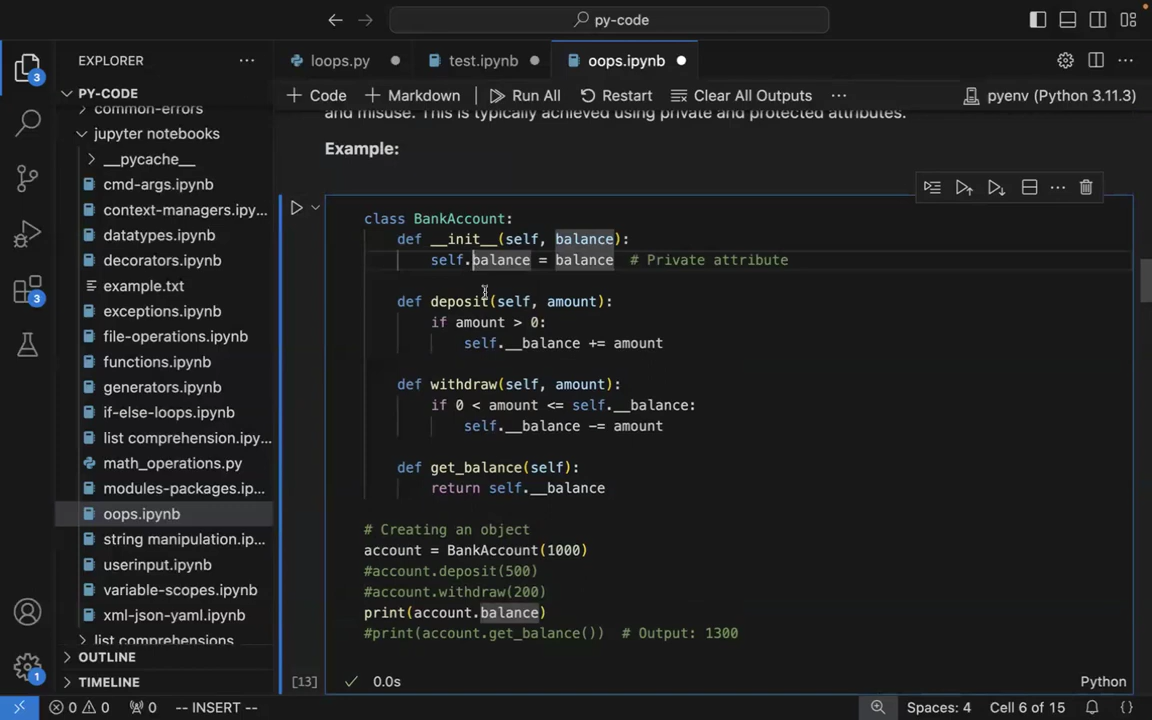 py-code
EXPLORER
PY-CODE
common-errors
jupyter notebooks
__pycache__
cmd-args.ipynb
context-managers.ipy...
datatypes.ipynb
decorators.ipynb
example.txt
exceptions.ipynb
file-operations.ipynb
functions.ipynb
generators.ipynb
if-else-loops.ipynb
list comprehension.ipy...
math_operations.py
modules-packages.ip...
oops.ipynb
string manipulation.ip...
userinput.ipynb
variable-scopes.ipynb
xml-json-yaml.ipynb
list comprehensions
OUTLINE
TIMELINE
3
3
1
loops.py
test.ipynb
oops.ipynb
+ Code
+ Markdown
Run All
Restart
Clear All Outputs
...
pyenv (Python 3.11.3)
and misuse. This is typically achieved using private and protected attributes.
Example:
class BankAccount:
def __init__(self, balance):
self.balance = balance # Private attribute
def deposit(self, amount):
if amount > 0:
self.__balance += amount
def withdraw(self, amount):
if 0 < amount <= self.__balance:
self.__balance -= amount
def get_balance(self):
return self.__balance
# Creating an object
account = BankAccount(1000)
#account.deposit(500)
#account.withdraw(200)
print(account.balance)
#print(account.get_balance()) # Output: 1300
[13]
0.0s
Python
0
0
0
-- INSERT --
Spaces: 4
Cell 6 of 15